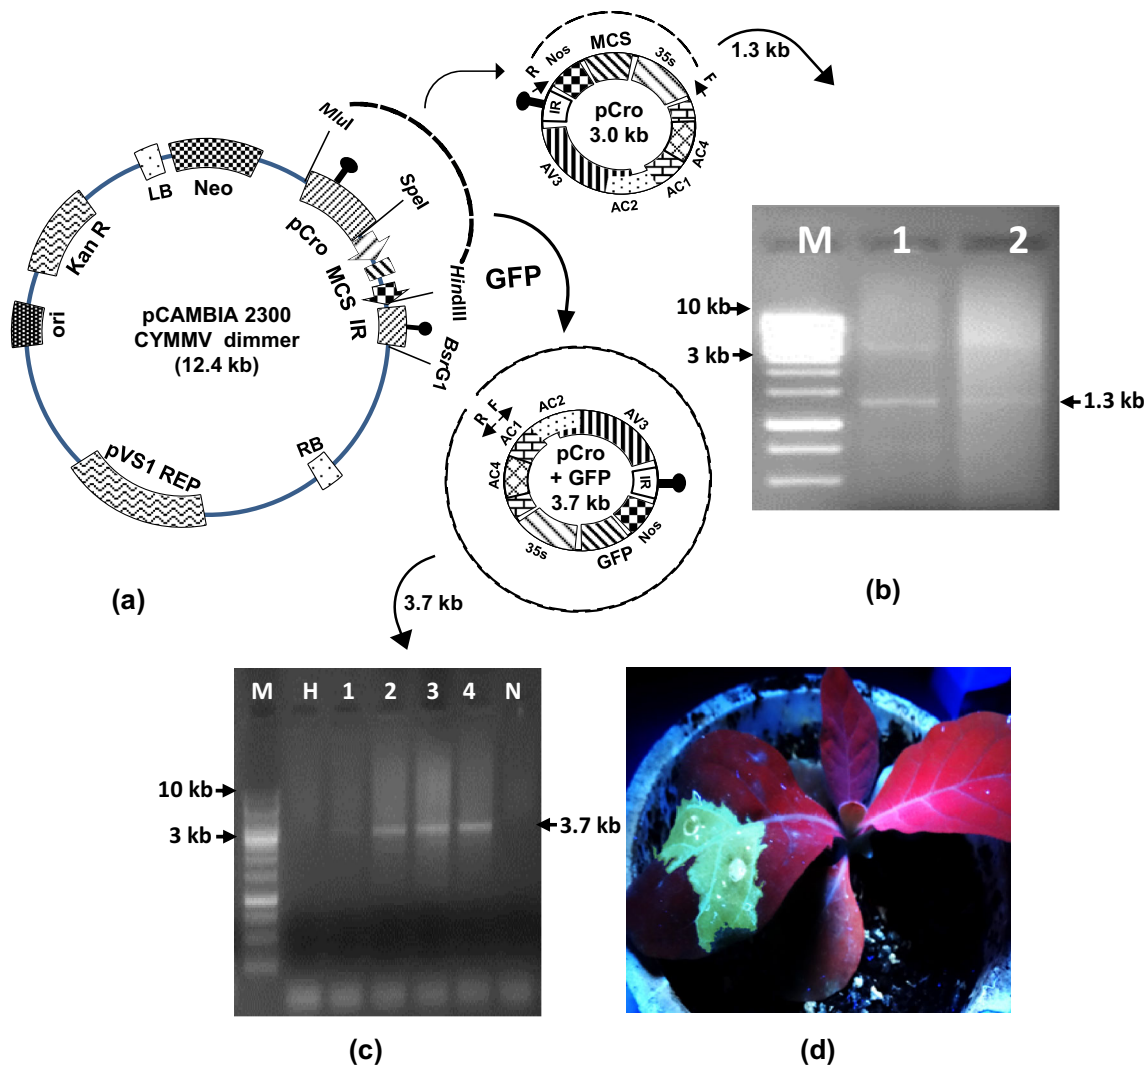 R
Nos
MCS
35s
F
1.3 kb
IR
pCro
3.0 kb
AV3
AC2
AC1
AC4
MluI
LB
Neo
SpeI
pCro
MCS
IR
HindIII
BsrG1
Kan R
ori
pCAMBIA 2300
CYMMV dimmer
(12.4 kb)
pVS1 REP
RB
GFP
R
F
AC1
AC2
AV3
AC4
pCro
+ GFP
3.7 kb
IR
35s
GFP
Nos
3.7 kb
(a)
M 1 2
10 kb
3 kb
1.3 kb
(b)
M H 1 2 3 4 N
10 kb
3 kb
3.7 kb
(c)
(d)